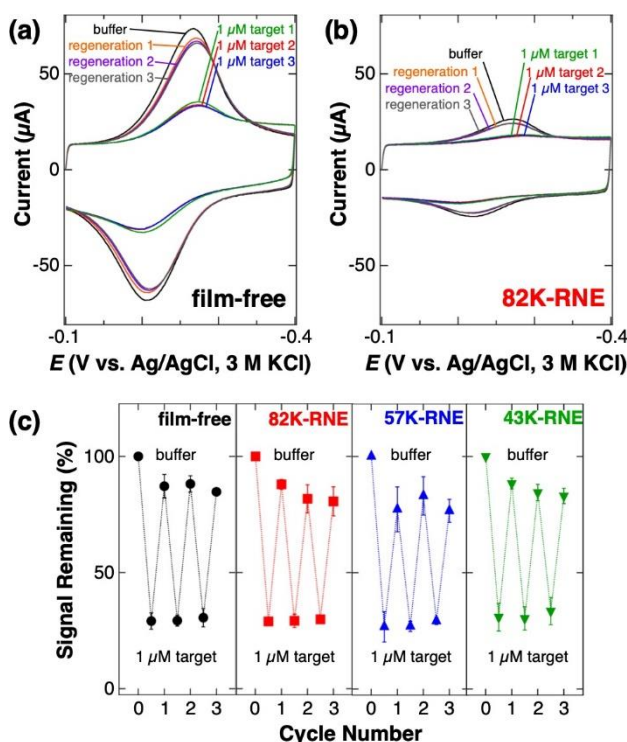 (a)
buffer
regeneration 1
regeneration 2
regeneration 3
1 µM target 1
1 µM target 2
1 µM target 3
50
0
-50
Current (µA)
film-free
-0.1
-0.4
E (V vs. Ag/AgCl, 3 M KCl)
(b)
buffer
regeneration 1
regeneration 2
regeneration 3
1 µM target 1
1 µM target 2
1 µM target 3
50
0
-50
Current (µA)
82K-RNE
-0.1
-0.4
E (V vs. Ag/AgCl, 3 M KCl)
(c)
film-free
82K-RNE
57K-RNE
43K-RNE
buffer
buffer
buffer
buffer
100
50
0
Signal Remaining (%)
1 µM target
1 µM target
1 µM target
1 µM target
0 1 2 3
0 1 2 3
0 1 2 3
0 1 2 3
Cycle Number